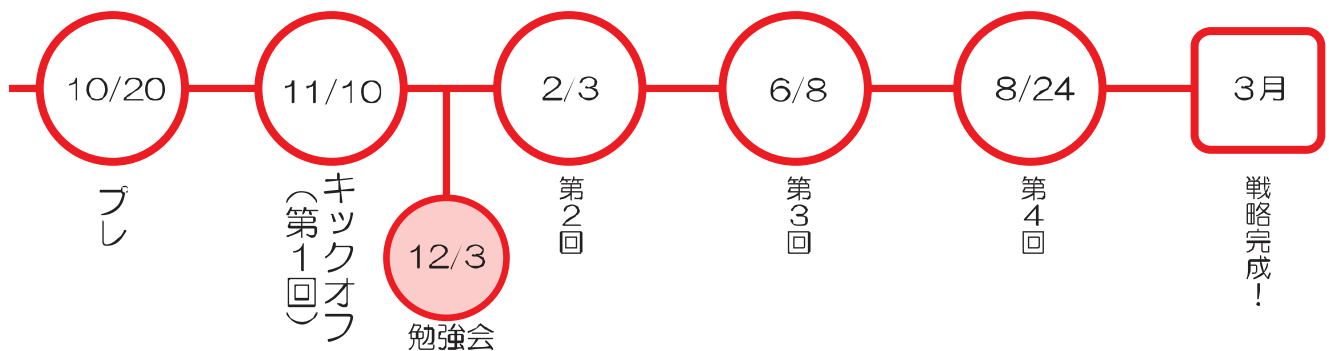 10/20
プレ
11/10
キックオフ
（第1回）
12/3
勉強会
2/3
第2回
6/8
第3回
8/24
第4回
3月
戦略完成！